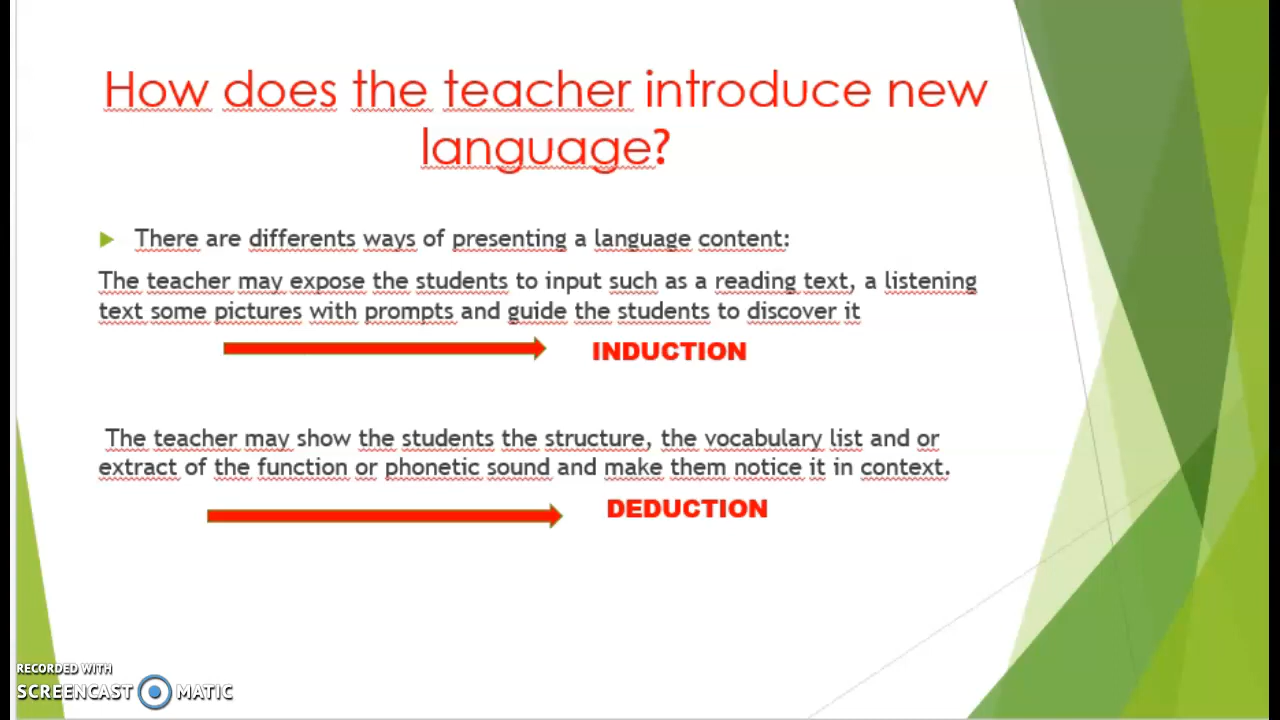 How does the teacher introduce new
language?
There are differents ways of presenting a language content:
The teacher may expose the students to input such as a reading text, a listening
text some pictures with prompts and guide the students to discover it
INDUCTION
The teacher may show the students the structure, the vocabulary list and or
extract of the function or phonetic sound and make them notice it in context.
DEDUCTION
RECORDED WITH
SCREENCAST MATIC